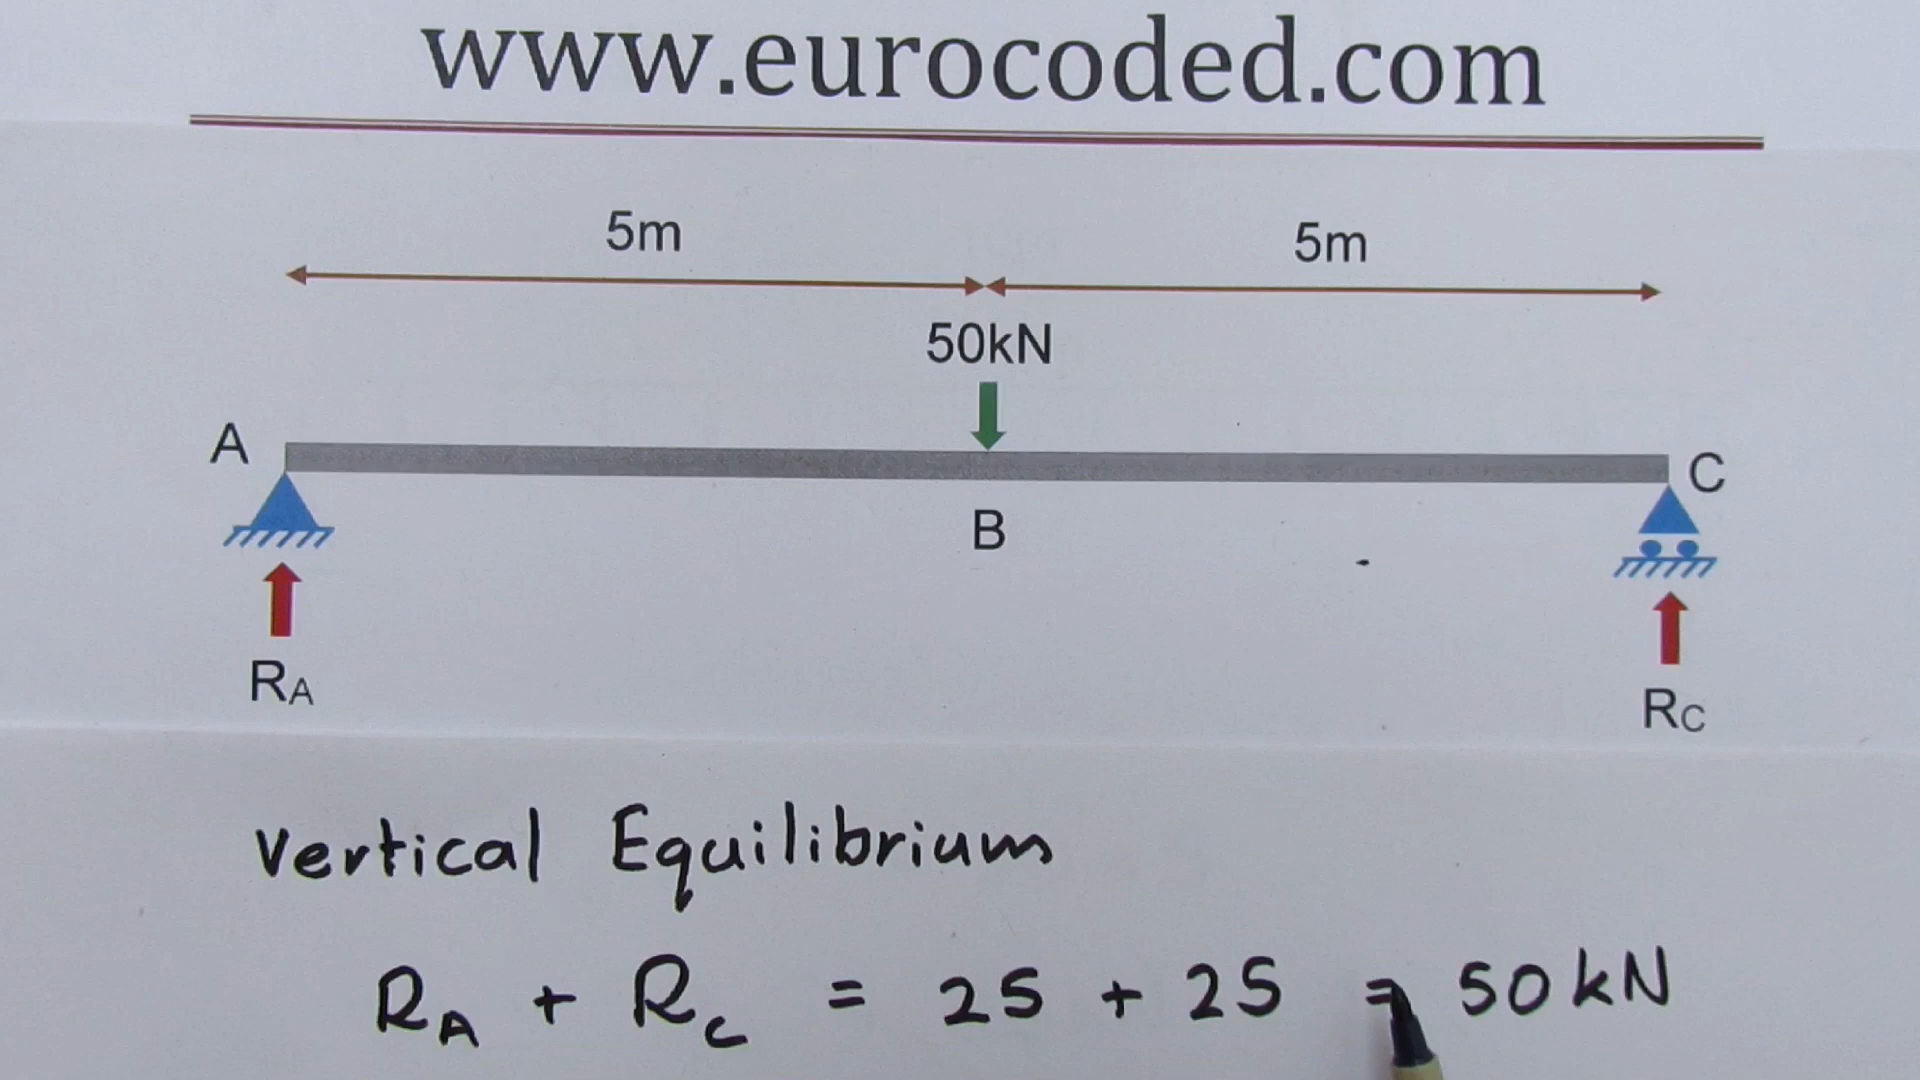 www.eurocoded.com
5m 5m
50kN
A C
B
RA RC
Vertical Equilibrium
RA + Rc = 25 + 25 = 50kN